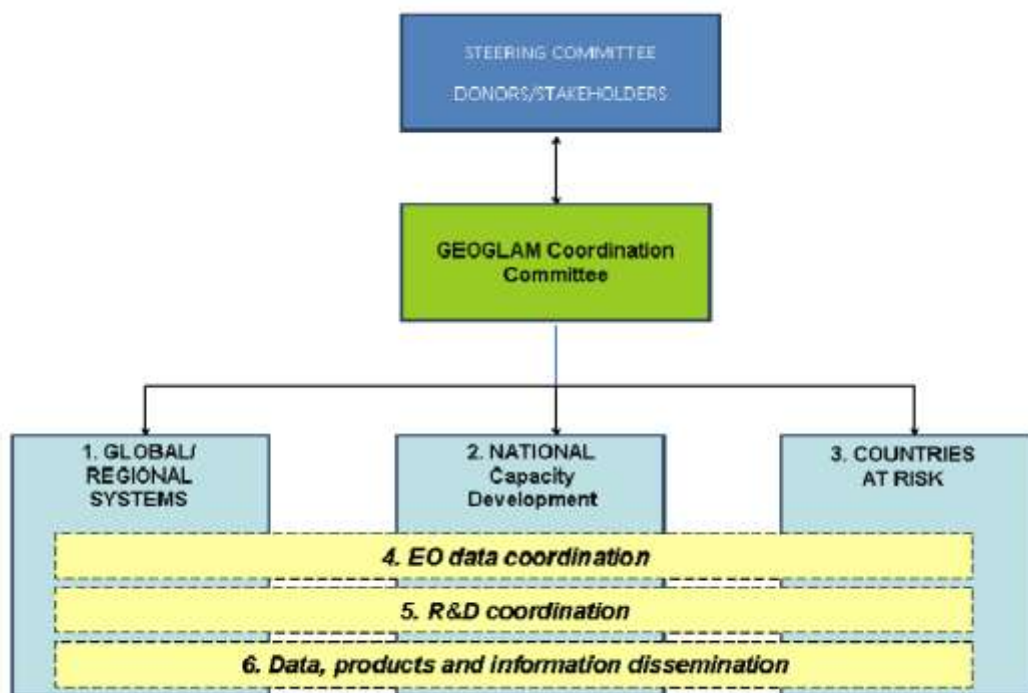 STEERING COMMITTEE
DONORS/STAKEHOLDERS
GEOGLAM Coordination
Committee
1. GLOBAL/
REGIONAL
SYSTEMS
2. NATIONAL
Capacity
Development
3. COUNTRIES
AT RISK
4. EO data coordination
5. R&D coordination
6. Data, products and information dissemination